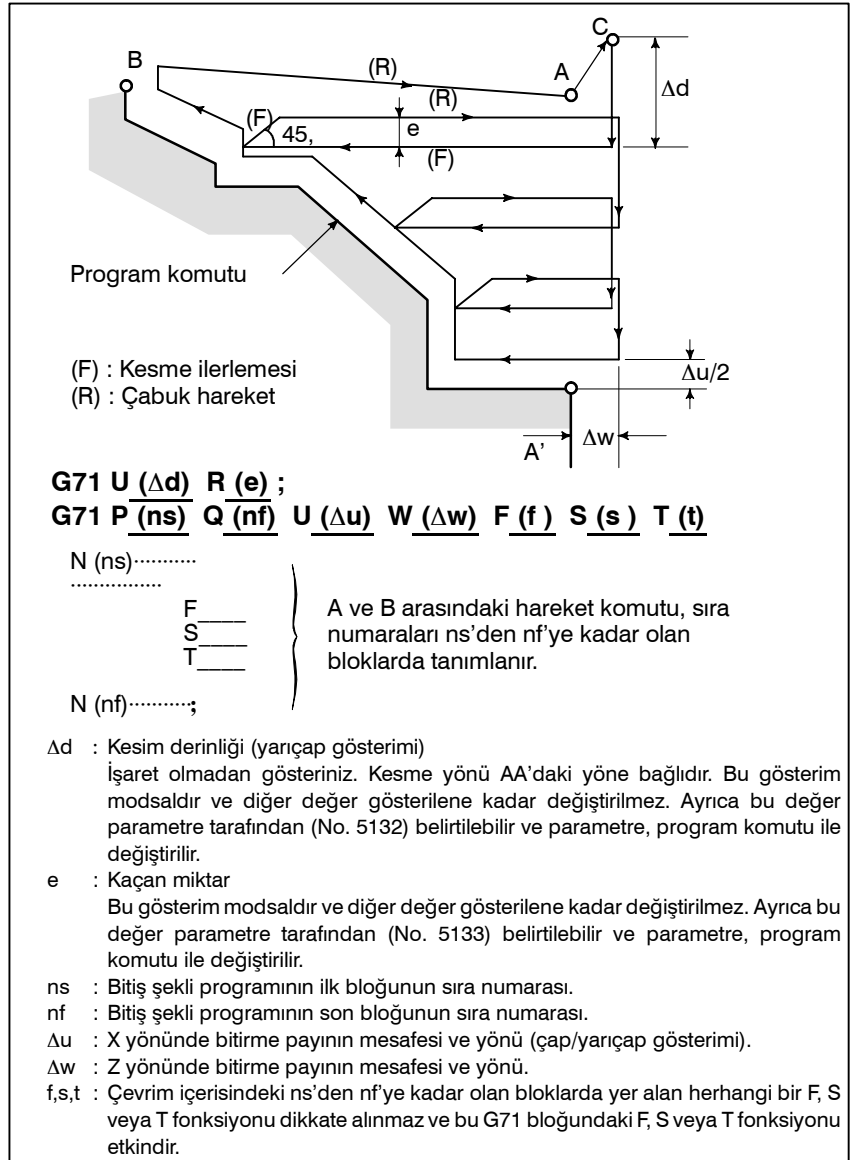 C
B
(R)
A
(R)
Δd
(F)
45,
e
(F)
Program komutu
(F) : Kesme ilerlemesi
(R) : Çabuk hareket
Δu/2
A’
Δw
G71 U (Δd) R (e) ;
G71 P (ns) Q (nf) U (Δu) W (Δw) F (f ) S (s ) T (t)
N (ns)···········
················
F____
S____
T____
N (nf)···········;
A ve B arasındaki hareket komutu, sıra
numaraları ns’den nf’ye kadar olan
bloklarda tanımlanır.
Δd : Kesim derinliği (yarıçap gösterimi)
İşaret olmadan gösteriniz. Kesme yönü AA’daki yöne bağlıdır. Bu gösterim
modsaldır ve diğer değer gösterilene kadar değiştirilmez. Ayrıca bu değer
parametre tarafından (No. 5132) belirtilebilir ve parametre, program komutu ile
değiştirilir.
e : Kaçan miktar
Bu gösterim modsaldır ve diğer değer gösterilene kadar değiştirilmez. Ayrıca bu
değer parametre tarafından (No. 5133) belirtilebilir ve parametre, program
komutu ile değiştirilir.
ns : Bitiş şekli programının ilk bloğunun sıra numarası.
nf : Bitiş şekli programının son bloğunun sıra numarası.
Δu : X yönünde bitirme payının mesafesi ve yönü (çap/yarıçap gösterimi).
Δw : Z yönünde bitirme payının mesafesi ve yönü.
f,s,t : Çevrim içerisindeki ns’den nf’ye kadar olan bloklarda yer alan herhangi bir F, S
veya T fonksiyonu dikkate alınmaz ve bu G71 bloğundaki F, S veya T fonksiyonu
etkindir.